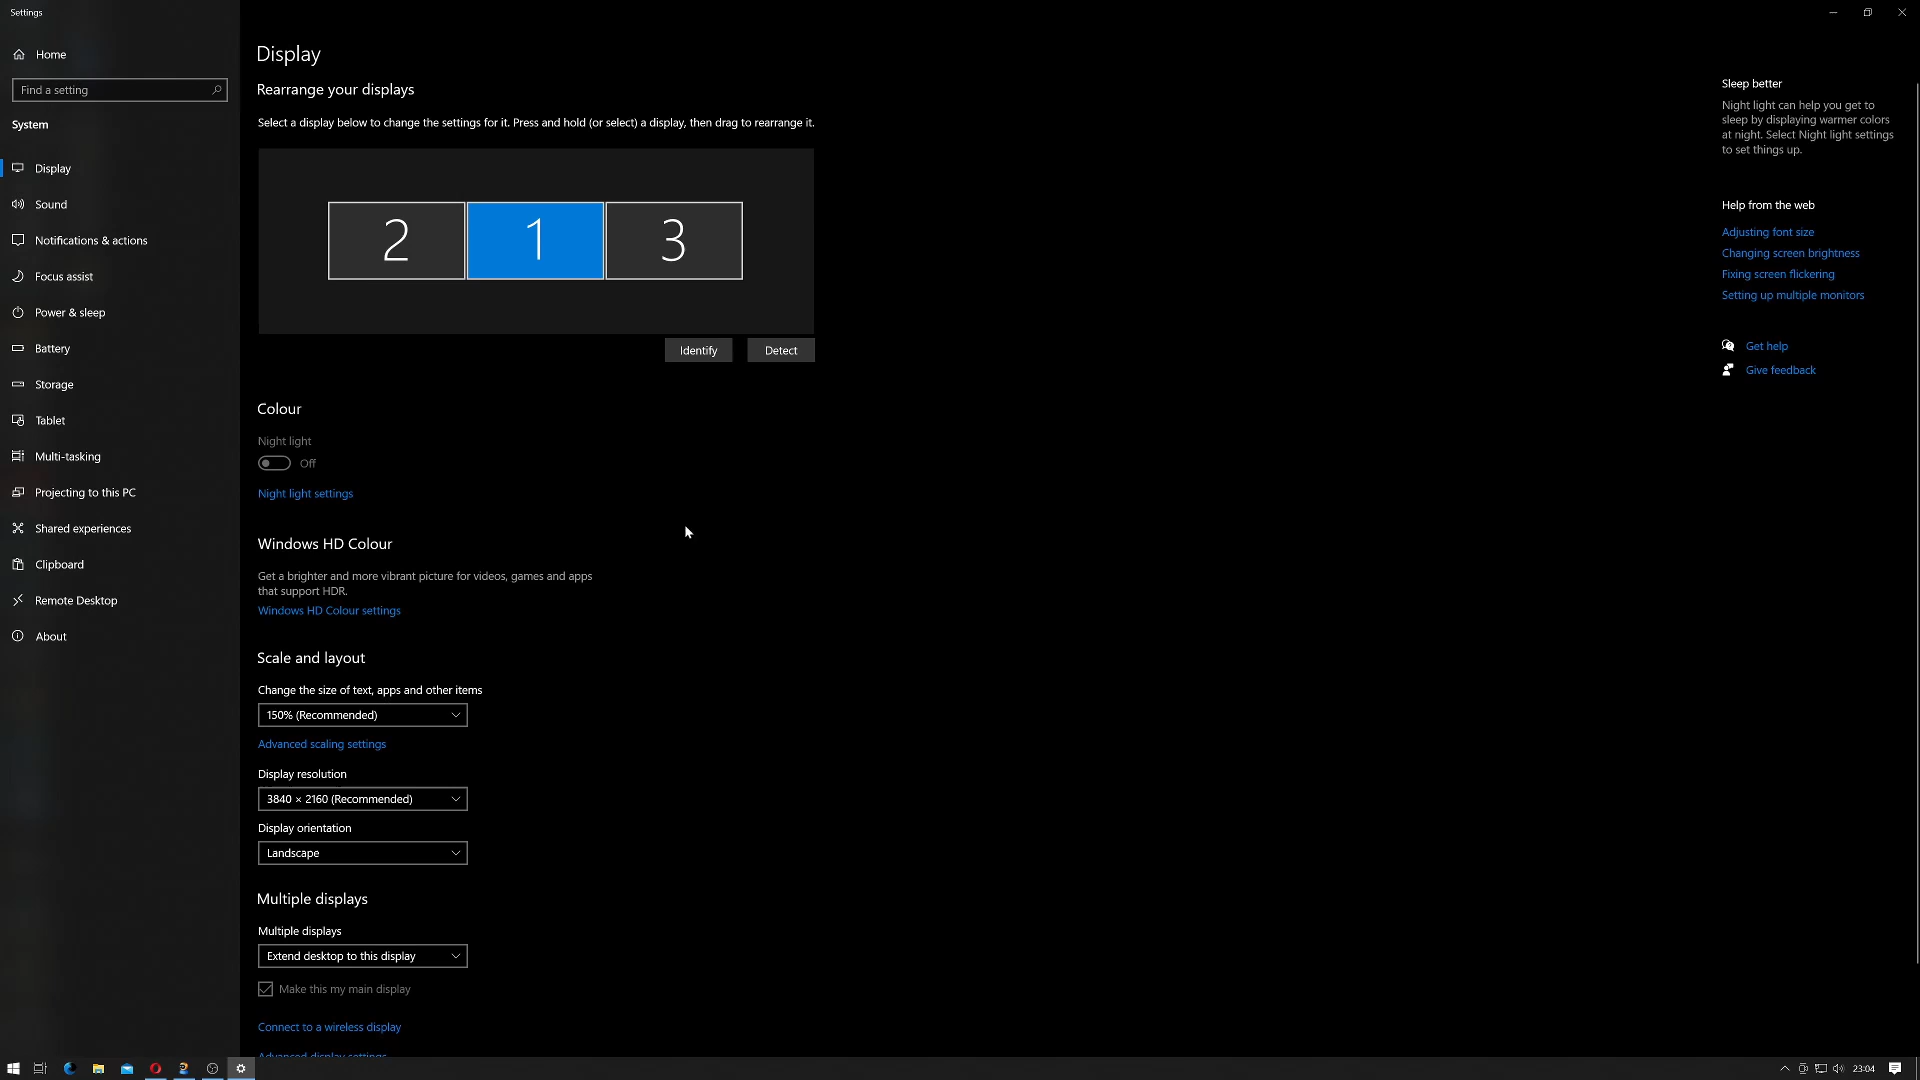 Settings
Home
Find a setting
System
Display
Sound
Notifications & actions
Focus assist
Power & sleep
Battery
Storage
Tablet
Multi-tasking
Projecting to this PC
Shared experiences
Clipboard
Remote Desktop
About
Display
Rearrange your displays
Select a display below to change the settings for it. Press and hold (or select) a display, then drag to rearrange it.
2 1 3
Identify Detect
Colour
Night light
Off
Night light settings
Windows HD Colour
Get a brighter and more vibrant picture for videos, games and apps
that support HDR.
Windows HD Colour settings
Scale and layout
Change the size of text, apps and other items
150% (Recommended)
Advanced scaling settings
Display resolution
3840 × 2160 (Recommended)
Display orientation
Landscape
Multiple displays
Multiple displays
Extend desktop to this display
Make this my main display
Connect to a wireless display
Advanced display settings
Sleep better
Night light can help you get to
sleep by displaying warmer colors
at night. Select Night light settings
to set things up.
Help from the web
Adjusting font size
Changing screen brightness
Fixing screen flickering
Setting up multiple monitors
Get help
Give feedback
23:04